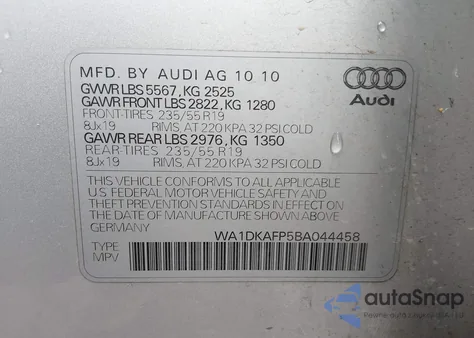 MFD. BY AUDI AG 10 10
GVWR LBS 5567, KG 2525
GAWR FRONT LBS 2822, KG 1280
FRONT-TIRES 235/55 R19
8Jx19 RIMS, AT 220 KPA 32 PSI COLD
GAWR REAR LBS 2976, KG 1350
REAR-TIRES 235/55 R19
8Jx19 RIMS, AT 220 KPA 32 PSI COLD
Audi
THIS VEHICLE CONFORMS TO ALL APPLICABLE
U.S. FEDERAL MOTOR VEHICLE SAFETY AND
THEFT PREVENTION STANDARDS IN EFFECT ON
THE DATE OF MANUFACTURE SHOWN ABOVE.
GERMANY
WA1DKAFP5BA044458
TYPE
MPV
autoSnap